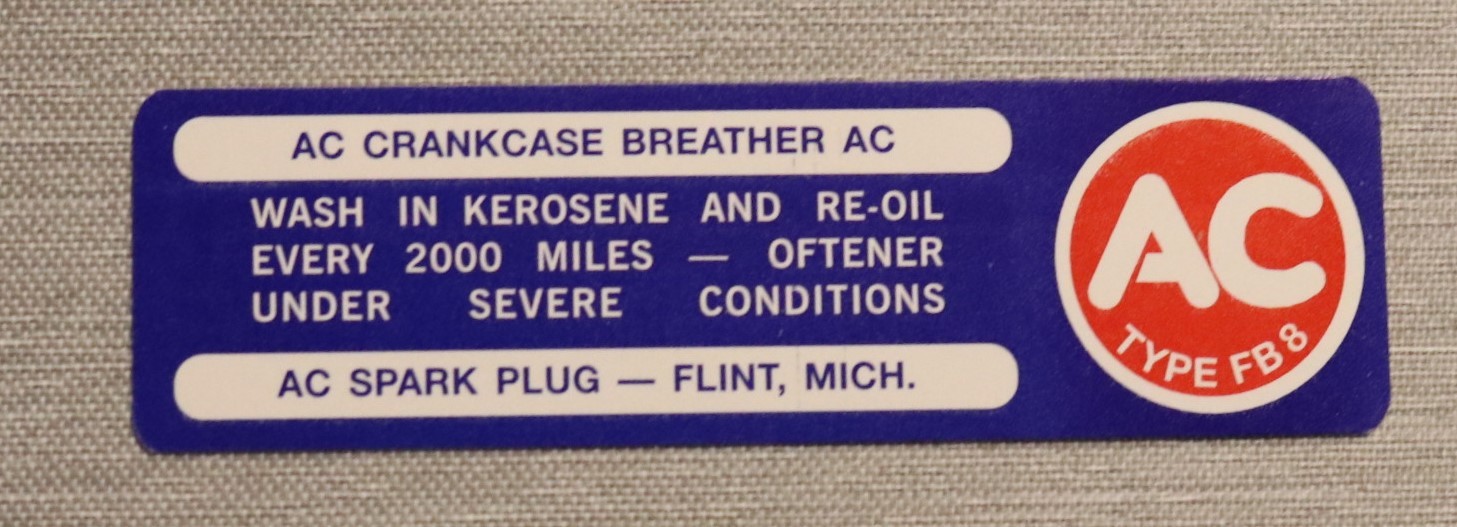 AC CRANKCASE BREATHER AC
WASH IN KEROSENE AND RE-OIL
EVERY 2000 MILES — OFTENER
UNDER SEVERE CONDITIONS
AC SPARK PLUG — FLINT, MICH.
AC
TYPE FB8